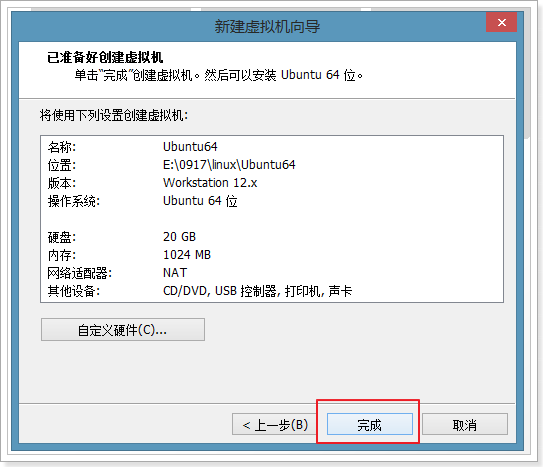 新建虚拟机向导
已准备好创建虚拟机
单击“完成”创建虚拟机。然后可以安装 Ubuntu 64 位。
将使用下列设置创建虚拟机:
名称: Ubuntu64
位置: E:\0917\linux\Ubuntu64
版本: Workstation 12.x
操作系统: Ubuntu 64 位
硬盘: 20 GB
内存: 1024 MB
网络适配器: NAT
其他设备: CD/DVD, USB 控制器, 打印机, 声卡
自定义硬件(C)...
< 上一步(B) 完成 取消